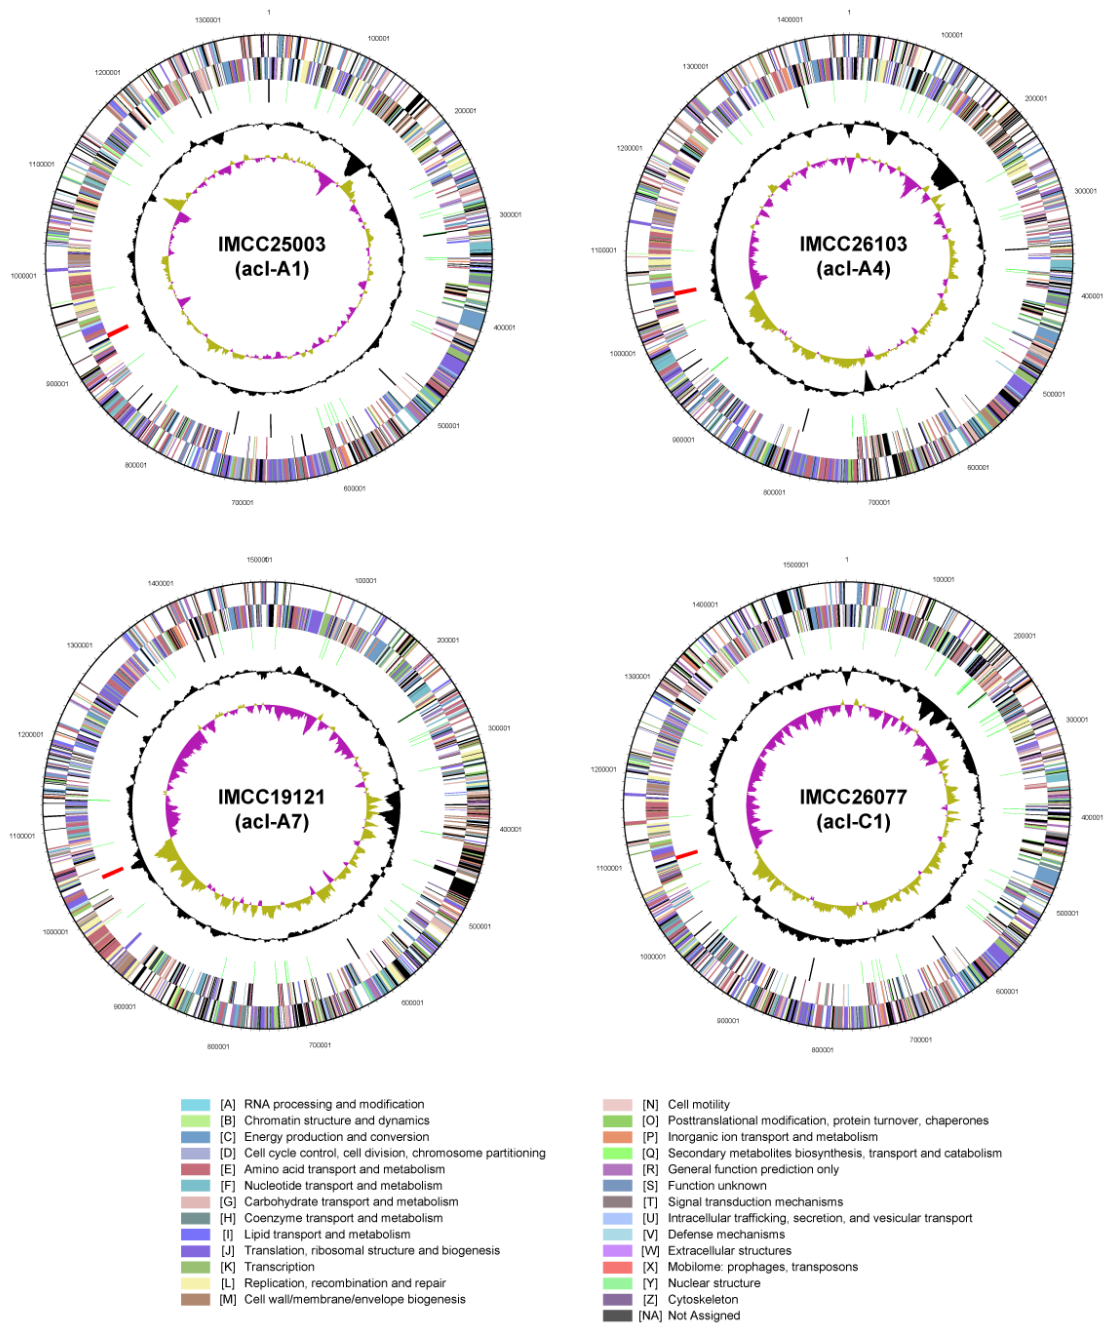 1
1300001
100001
1200001
200001
1100001
300001
IMCC25003
(acI-A1)
1000001
400001
900001
500001
800001
600001
700001
1
1400001
100001
1300001
200001
1200001
300001
IMCC26103
(acI-A4)
1100001
400001
1000001
500001
900001
600001
800001
700001
1500001
1400001
100001
1300001
200001
1200001
300001
IMCC19121
(acI-A7)
1100001
400001
1000001
500001
900001
600001
800001
700001
1
1500001
100001
1400001
200001
1300001
300001
IMCC26077
(acI-C1)
1200001
400001
1100001
500001
1000001
600001
900001
700001
800001
[A] RNA processing and modification
[B] Chromatin structure and dynamics
[C] Energy production and conversion
[D] Cell cycle control, cell division, chromosome partitioning
[E] Amino acid transport and metabolism
[F] Nucleotide transport and metabolism
[G] Carbohydrate transport and metabolism
[H] Coenzyme transport and metabolism
[I] Lipid transport and metabolism
[J] Translation, ribosomal structure and biogenesis
[K] Transcription
[L] Replication, recombination and repair
[M] Cell wall/membrane/envelope biogenesis
[N] Cell motility
[O] Posttranslational modification, protein turnover, chaperones
[P] Inorganic ion transport and metabolism
[Q] Secondary metabolites biosynthesis, transport and catabolism
[R] General function prediction only
[S] Function unknown
[T] Signal transduction mechanisms
[U] Intracellular trafficking, secretion, and vesicular transport
[V] Defense mechanisms
[W] Extracellular structures
[X] Mobilome: prophages, transposons
[Y] Nuclear structure
[Z] Cytoskeleton
[NA] Not Assigned